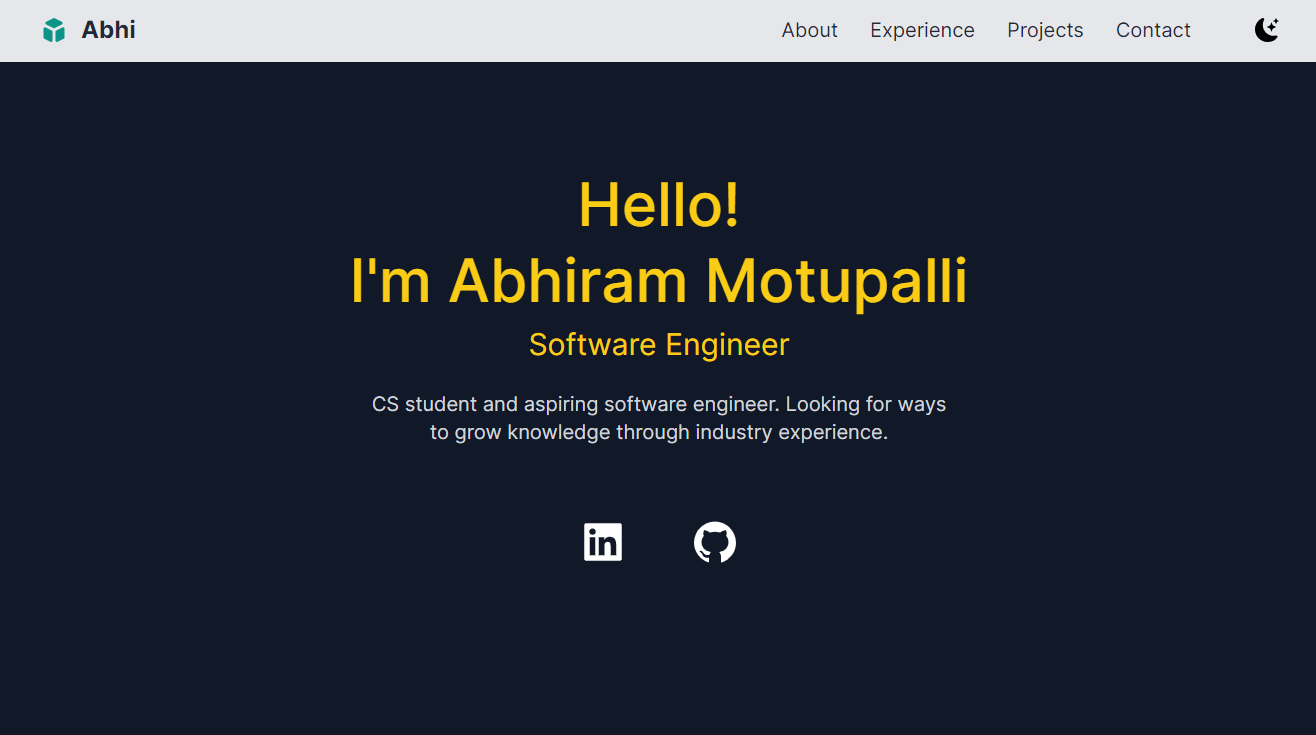 Abhi
About Experience Projects Contact
Hello!
I'm Abhiram Motupalli
Software Engineer
CS student and aspiring software engineer. Looking for ways
to grow knowledge through industry experience.
in